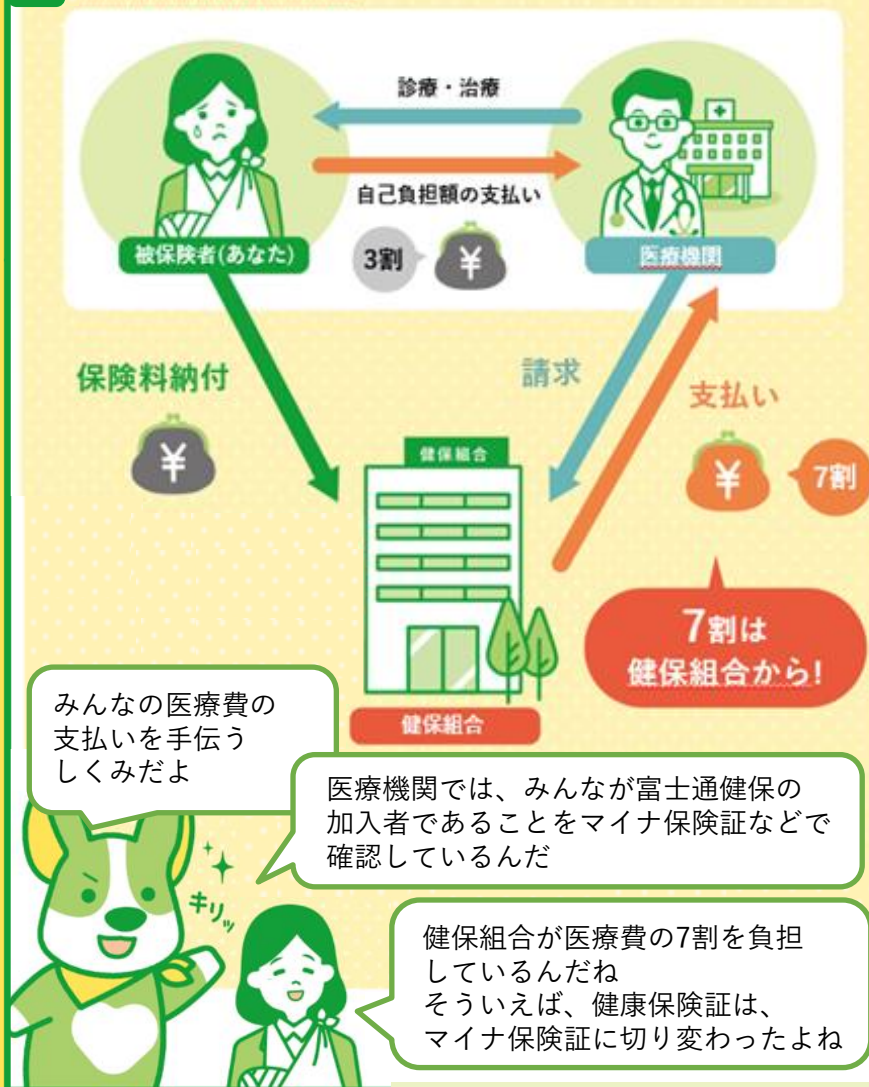 診療・治療
自己負担額の支払い
被保険者(あなた)
3割
¥
医療機関
保険料納付
¥
請求
支払い
¥
7割
健保組合
7割は
健保組合から!
健保組合
みんなの医療費の
支払いを手伝う
しくみだよ
医療機関では、みんなが富士通健保の
加入者であることをマイナ保険証などで
確認しているんだ
キリッ
健保組合が医療費の7割を負担
しているんだね
そういえば、健康保険証は、
マイナ保険証に切り変わったよね